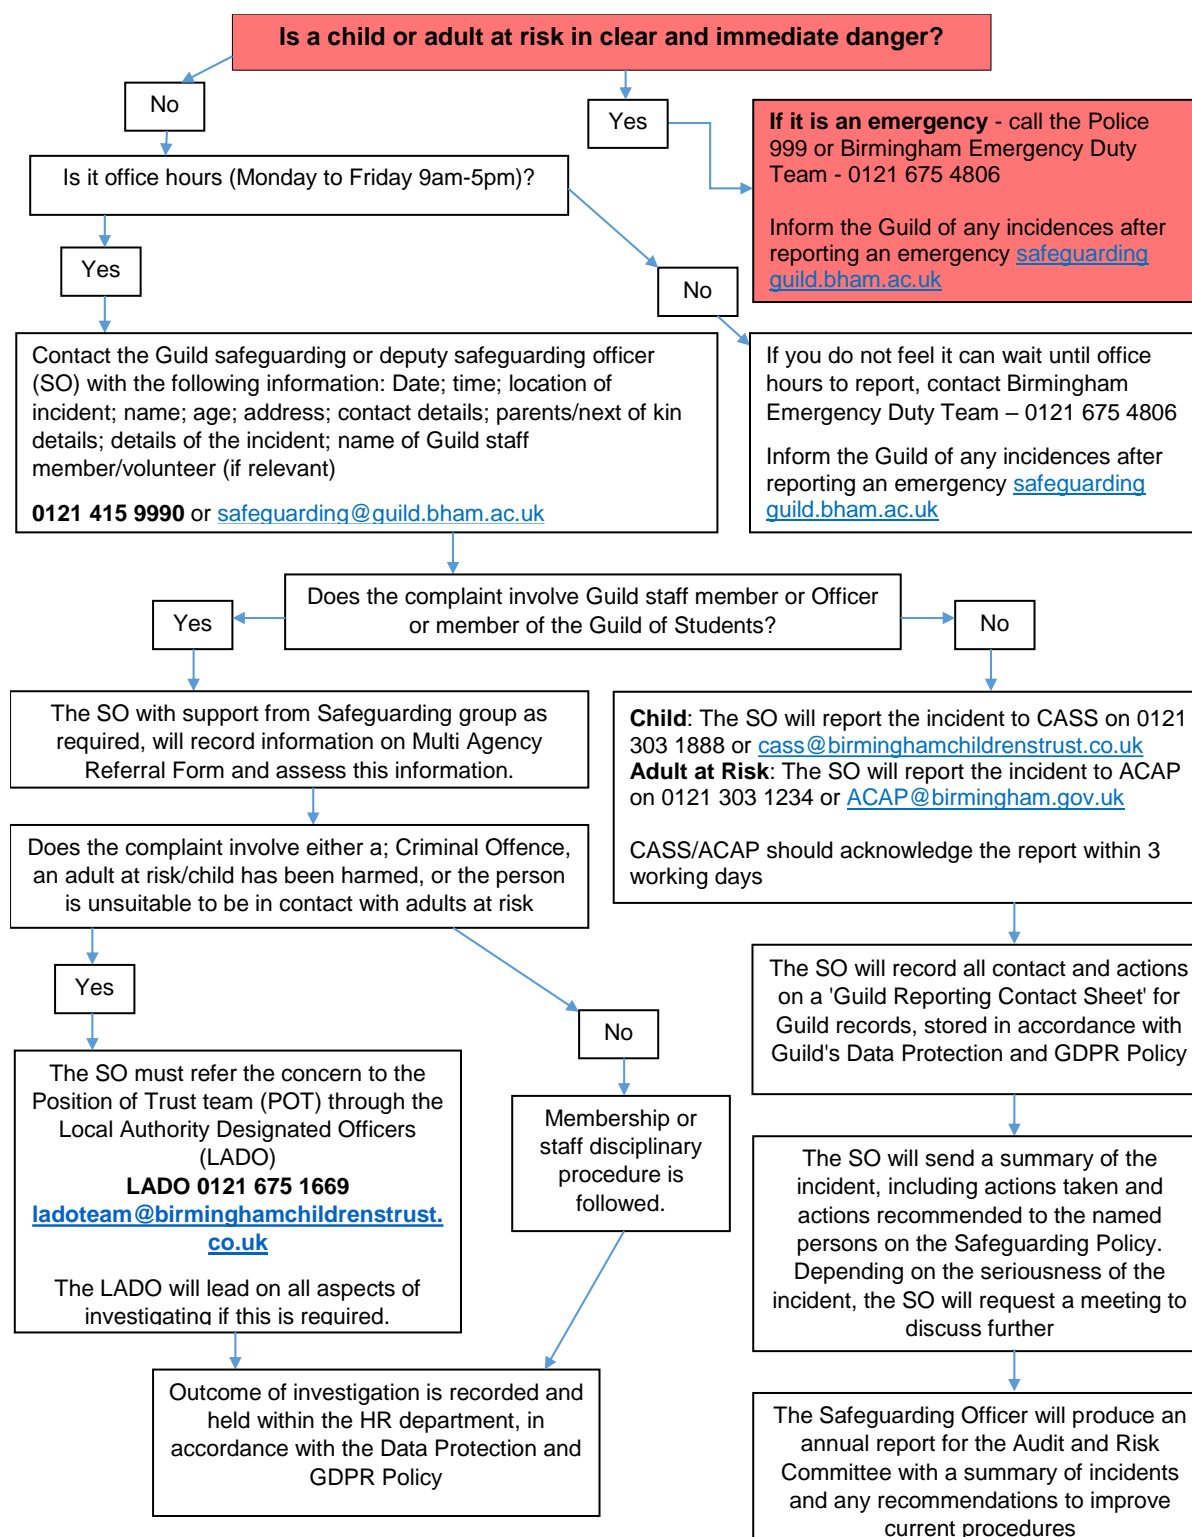 Is a child or adult at risk in clear and immediate danger?
No
Yes
If it is an emergency - call the Police
999 or Birmingham Emergency Duty
Team - 0121 675 4806
Inform the Guild of any incidences after
reporting an emergency safeguarding
guild.bham.ac.uk
Is it office hours (Monday to Friday 9am-5pm)?
Yes
No
Contact the Guild safeguarding or deputy safeguarding officer
(SO) with the following information: Date; time; location of
incident; name; age; address; contact details; parents/next of kin
details; details of the incident; name of Guild staff
member/volunteer (if relevant)
0121 415 9990 or safeguarding@guild.bham.ac.uk
If you do not feel it can wait until office
hours to report, contact Birmingham
Emergency Duty Team – 0121 675 4806
Inform the Guild of any incidences after
reporting an emergency safeguarding
guild.bham.ac.uk
Does the complaint involve Guild staff member or Officer
or member of the Guild of Students?
Yes
No
The SO with support from Safeguarding group as
required, will record information on Multi Agency
Referral Form and assess this information.
Child: The SO will report the incident to CASS on 0121
303 1888 or cass@birminghamchildrenstrust.co.uk
Adult at Risk: The SO will report the incident to ACAP
on 0121 303 1234 or ACAP@birmingham.gov.uk
CASS/ACAP should acknowledge the report within 3
working days
Does the complaint involve either a; Criminal Offence,
an adult at risk/child has been harmed, or the person
is unsuitable to be in contact with adults at risk
Yes
No
The SO will record all contact and actions
on a 'Guild Reporting Contact Sheet' for
Guild records, stored in accordance with
Guild's Data Protection and GDPR Policy
The SO must refer the concern to the
Position of Trust team (POT) through the
Local Authority Designated Officers
(LADO)
LADO 0121 675 1669
ladoteam@birminghamchildrenstrust.
co.uk
The LADO will lead on all aspects of
investigating if this is required.
Membership or
staff disciplinary
procedure is
followed.
The SO will send a summary of the
incident, including actions taken and
actions recommended to the named
persons on the Safeguarding Policy.
Depending on the seriousness of the
incident, the SO will request a meeting to
discuss further
Outcome of investigation is recorded and
held within the HR department, in
accordance with the Data Protection and
GDPR Policy
The Safeguarding Officer will produce an
annual report for the Audit and Risk
Committee with a summary of incidents
and any recommendations to improve
current procedures